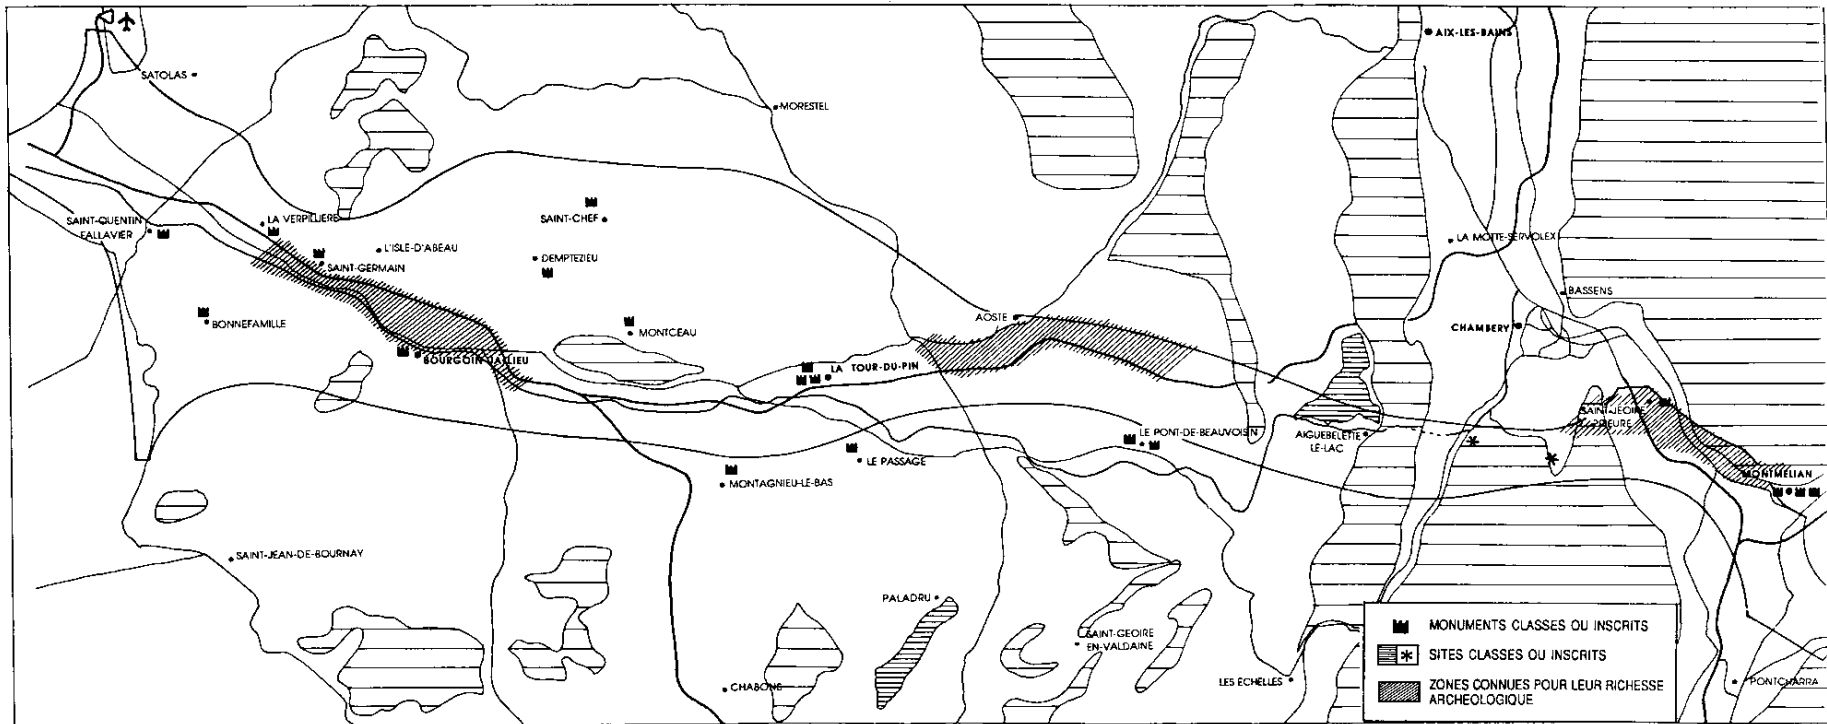 AIX-LES-BAINS
SATOLAS
MORESTEL
SAINT-QUENTIN
FALLAVIER
LA VERPILLIERE
SAINT-CHEF
L'ISLE-D'ABEAU
LA MOTTE-SERVOLEX
SAINT-GERMAIN
DEMPTEZIEU
BASSENS
BONNEFAMILLE
AOSTE
CHAMBERY
MONTCEAU
BOURGOIN JALLIEU
LA TOUR-DU-PIN
SAINT-JEOIRE
PRIEURE
LE PONT-DE-BEAUVOISIN
AIGUEBELETTE
LE-LAC
LE PASSAGE
MONTMELIAN
MONTAGNIEU-LE-BAS
SAINT-JEAN-DE-BOURNAY
PALADRU
SAINT-GEOIRE
EN-VALDAINE
LES ÉCHELLES
CHABONS
PONTCHARRA
MONUMENTS CLASSES OU INSCRITS
SITES CLASSES OU INSCRITS
ZONES CONNUES POUR LEUR RICHESSE
ARCHEOLOGIQUE